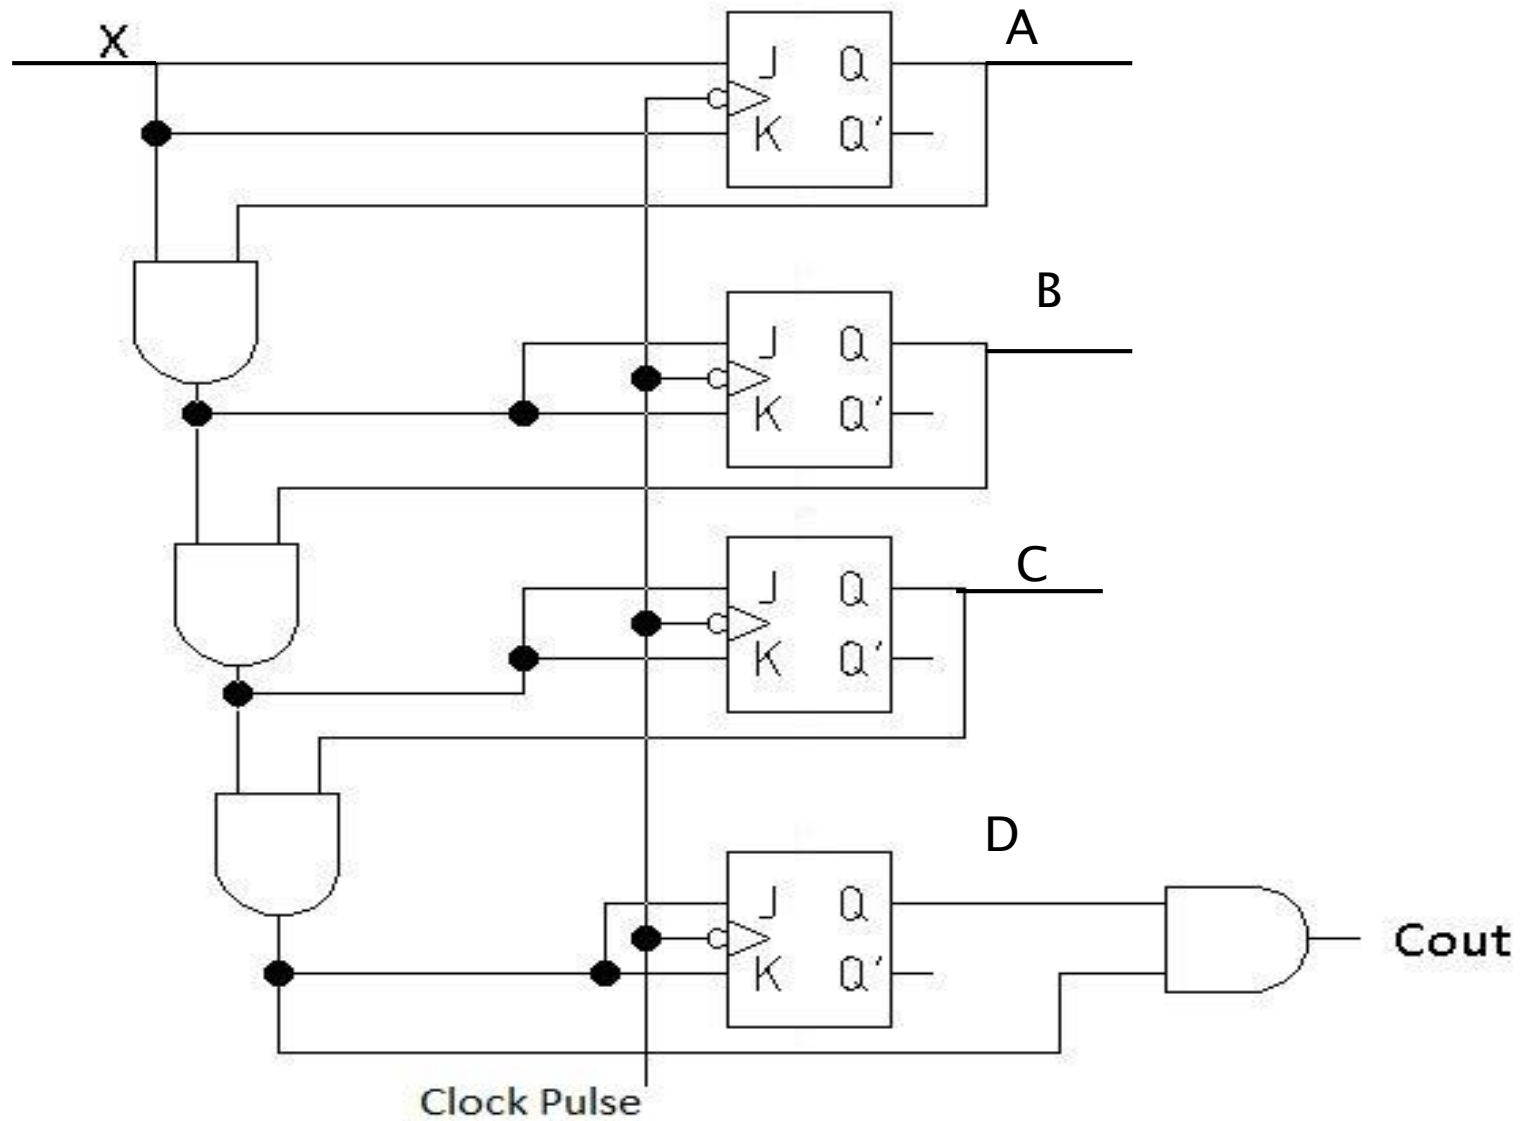 X
A
J Q
K Q′
B
J Q
K Q′
C
J Q
K Q′
D
J Q
K Q′
Cout
Clock Pulse